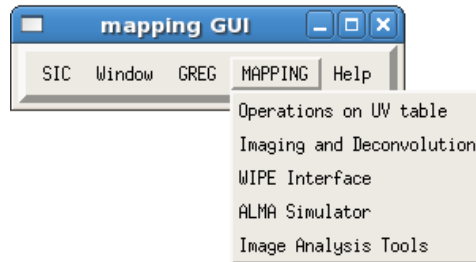 mapping GUI
SIC Window GREG MAPPING Help
Operations on UV table
Imaging and Deconvolution
WIPE Interface
ALMA Simulator
Image Analysis Tools